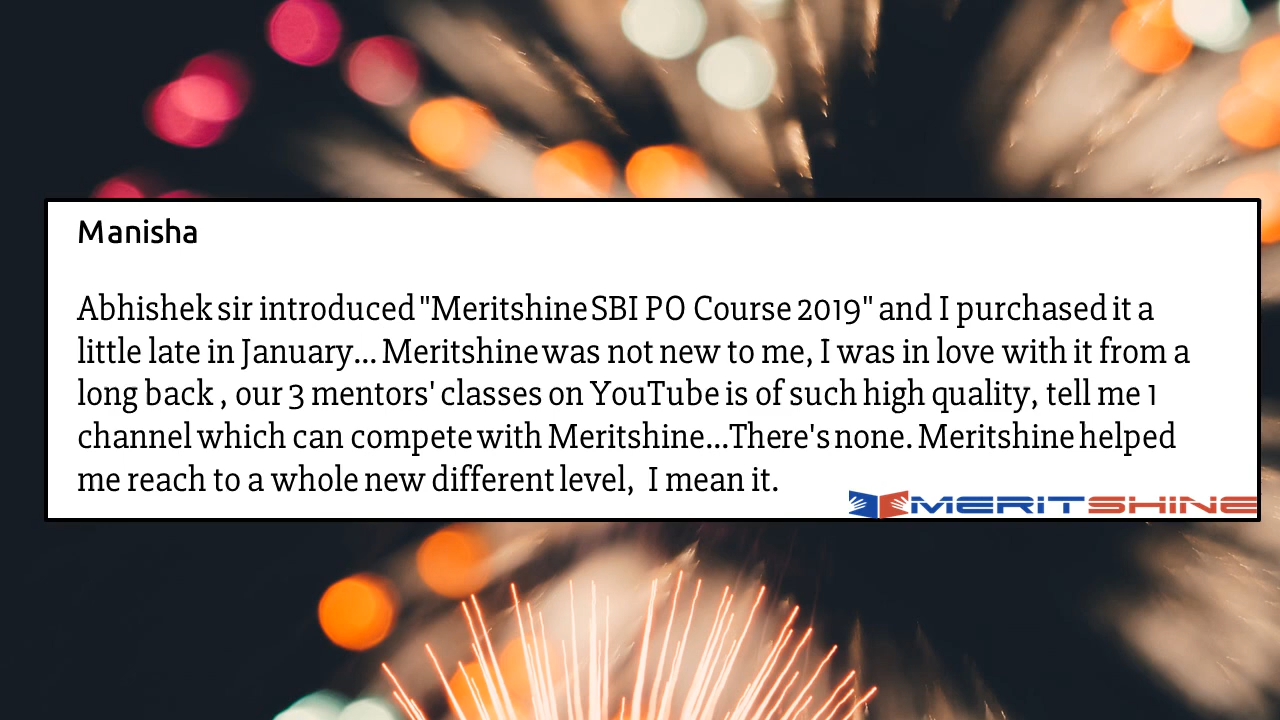 Manisha
Abhishek sir introduced "Meritshine SBI PO Course 2019" and I purchased it a
little late in January... Meritshine was not new to me, I was in love with it from a
long back , our 3 mentors' classes on YouTube is of such high quality, tell me 1
channel which can compete with Meritshine...There's none. Meritshine helped
me reach to a whole new different level,  I mean it.
MERITSHINE